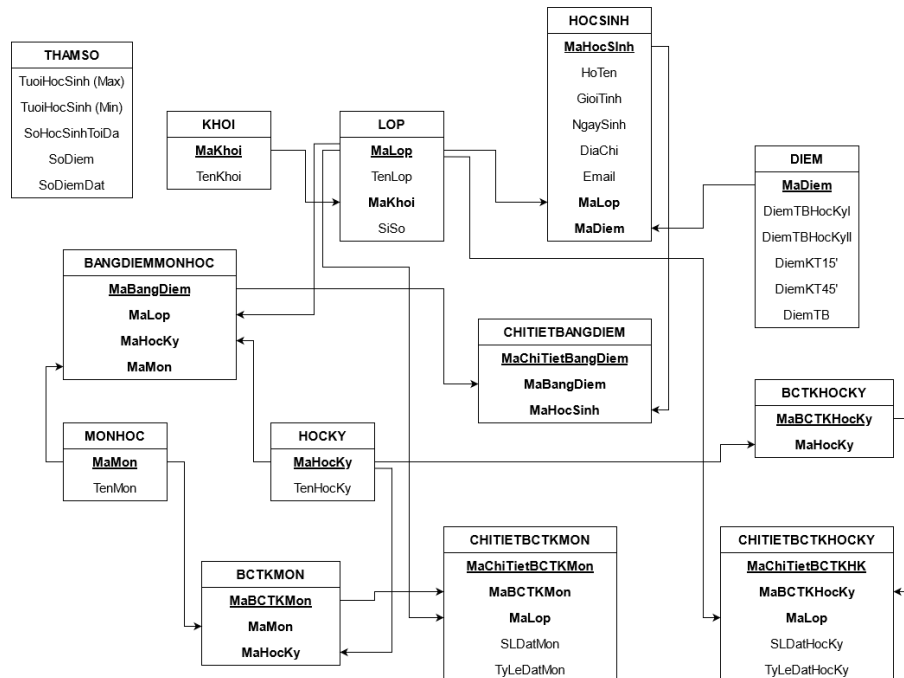 THAMSO
TuoiHocSinh (Max)
TuoiHocSinh (Min)
SoHocSinhToiDa
SoDiem
SoDiemDat
KHOI
MaKhoi
TenKhoi
LOP
MaLop
TenLop
MaKhoi
SiSo
HOCSINH
MaHocSInh
HoTen
GioiTinh
NgaySinh
DiaChi
Email
MaLop
MaDiem
DIEM
MaDiem
DiemTBHocKyI
DiemTBHocKyII
DiemKT15'
DiemKT45'
DiemTB
BANGDIEMMONHOC
MaBangDiem
MaLop
MaHocKy
MaMon
CHITIETBANGDIEM
MaChiTietBangDiem
MaBangDiem
MaHocSinh
BCTKHOCKY
MaBCTKHocKy
MaHocKy
MONHOC
MaMon
TenMon
HOCKY
MaHocKy
TenHocKy
BCTKMON
MaBCTKMon
MaMon
MaHocKy
CHITIETBCTKMON
MaChiTietBCTKMon
MaBCTKMon
MaLop
SLDatMon
TyLeDatMon
CHITIETBCTKHOCKY
MaChiTietBCTKHK
MaBCTKHocKy
MaLop
SLDatHocKy
TyLeDatHocKy